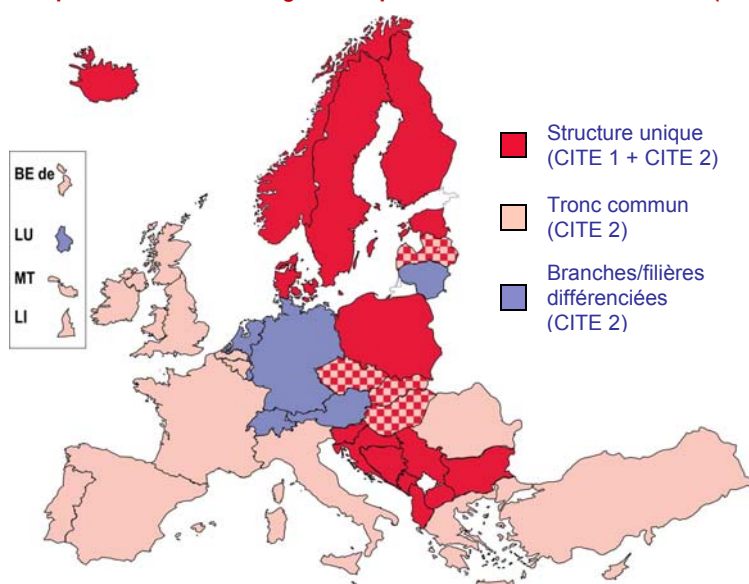 BE de
LU
MT
LI
Structure unique
(CITE 1 + CITE 2)
Tronc commun
(CITE 2)
Branches/filières
différenciées
(CITE 2)